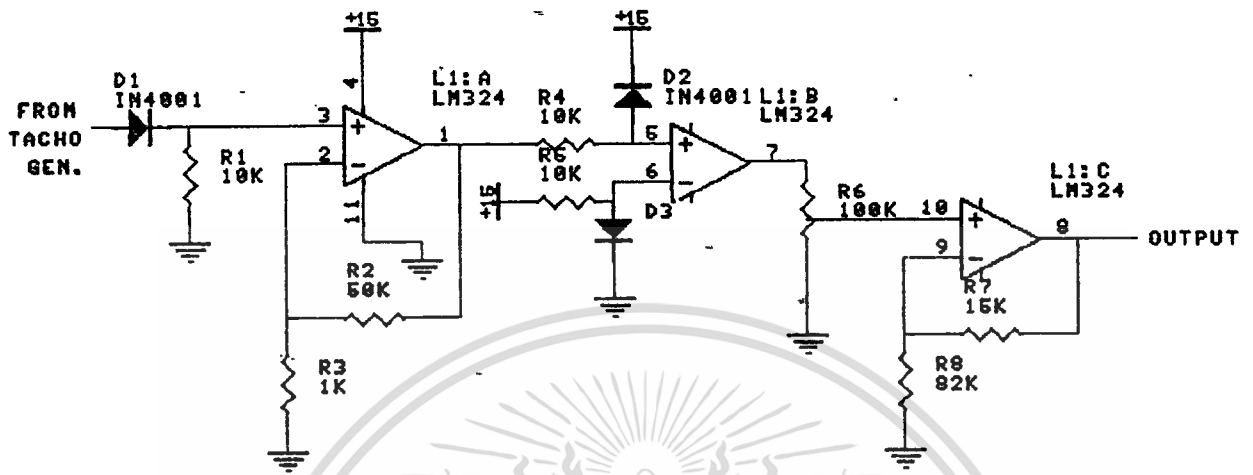 +15
+15
D1
IN4001
FROM
TACHO
GEN.
4
L1:A
LM324
3
2
1
11
R1
10K
R2
50K
R3
1K
R4
10K
R6
10K
+15
D2
IN4001
L1:B
LM324
5
6
7
D3
R6
100K
L1:C
LM324
10
9
8
OUTPUT
R7
15K
R8
82K